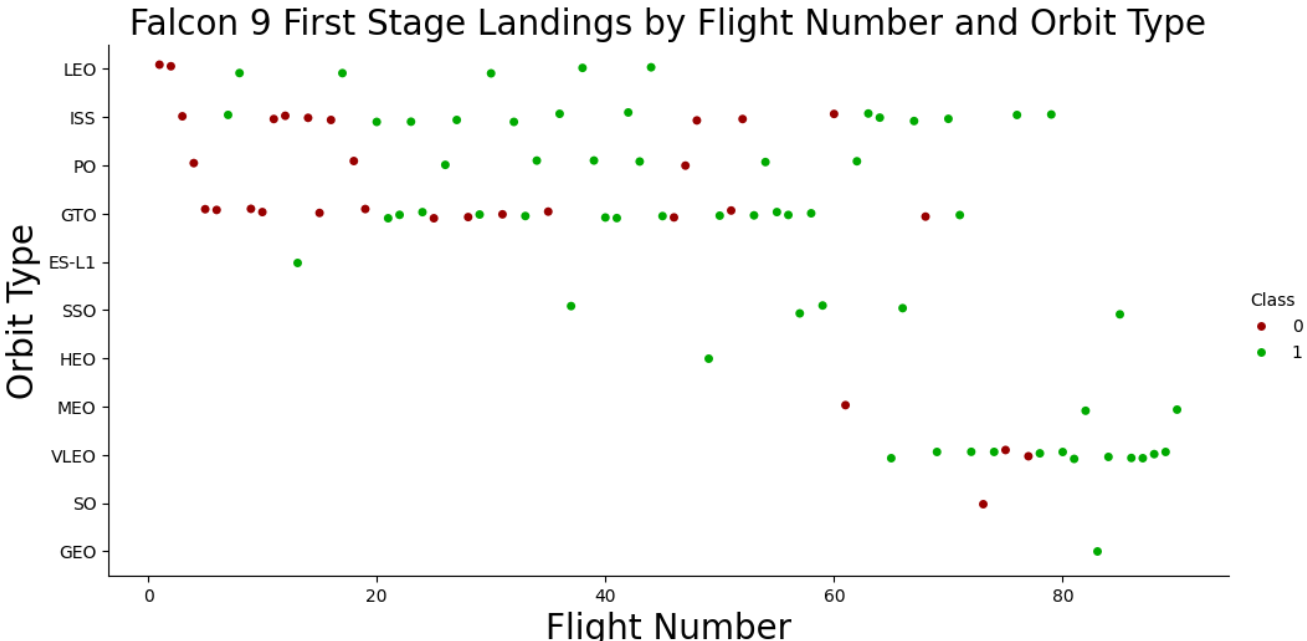 Falcon 9 First Stage Landings by Flight Number and Orbit Type
Orbit Type
LEO
ISS
PO
GTO
ES-L1
SSO
HEO
MEO
VLEO
SO
GEO
0 20 40 60 80
Flight Number
Class
0
1